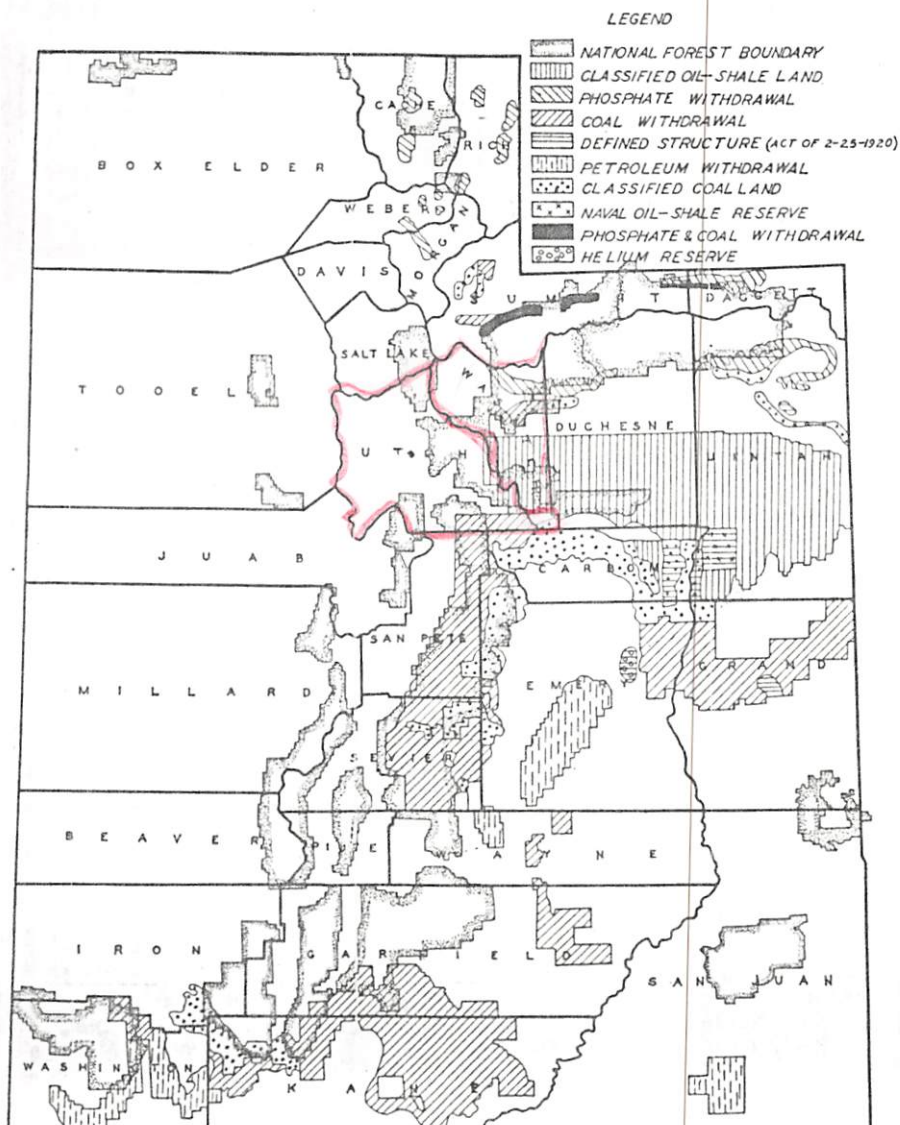 LEGEND
NATIONAL FOREST BOUNDARY
CLASSIFIED OIL-SHALE LAND
PHOSPHATE WITHDRAWAL
COAL WITHDRAWAL
DEFINED STRUCTURE (ACT OF 2-25-1920)
PETROLEUM WITHDRAWAL
CLASSIFIED COAL LAND
NAVAL OIL-SHALE RESERVE
PHOSPHATE & COAL WITHDRAWAL
HELIUM RESERVE
CACHE
RICH
BOX ELDER
WEBER
MORGAN
DAVIS
SUMMIT
DAGGETT
SALT LAKE
TOOELE
WA
DUCHESNE
UTAH
UINTAH
JUAB
CARBON
SAN PETE
MILLARD
EMERY
GRAND
SEVIER
BEAVER
PIUTE
WAYNE
IRON
GARFIELD
SAN JUAN
WASHINGTON
KANE